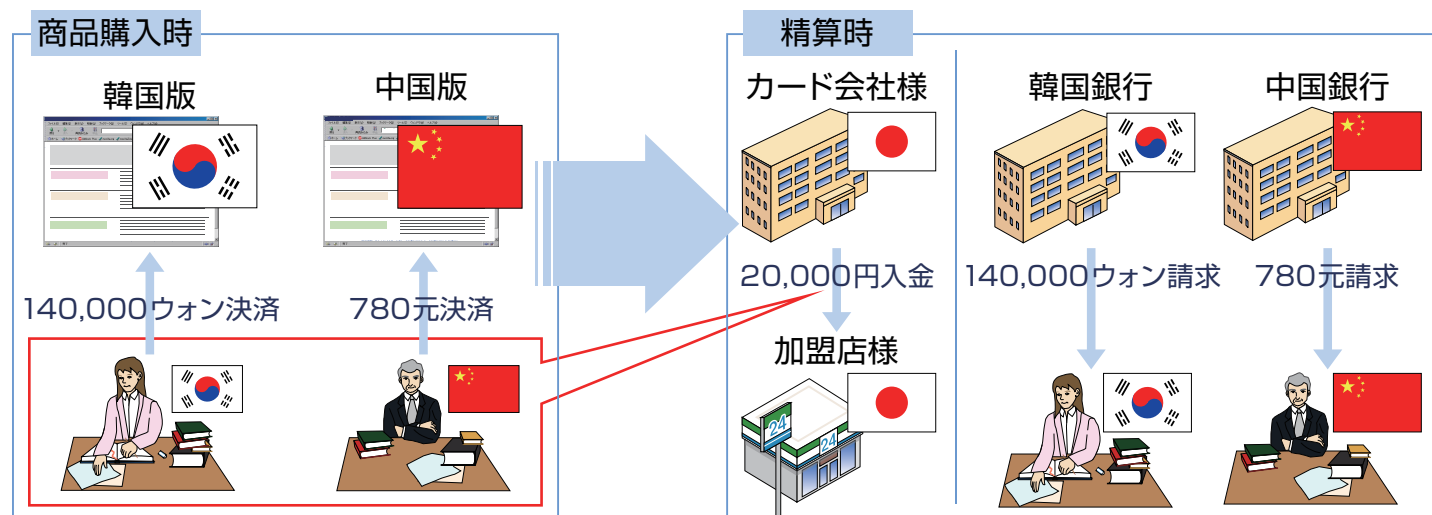 商品購入時
韓国版
中国版
140,000ウォン決済
780元決済
精算時
カード会社様
20,000円入金
加盟店様
24
24
韓国銀行
中国銀行
140,000ウォン請求
780元請求